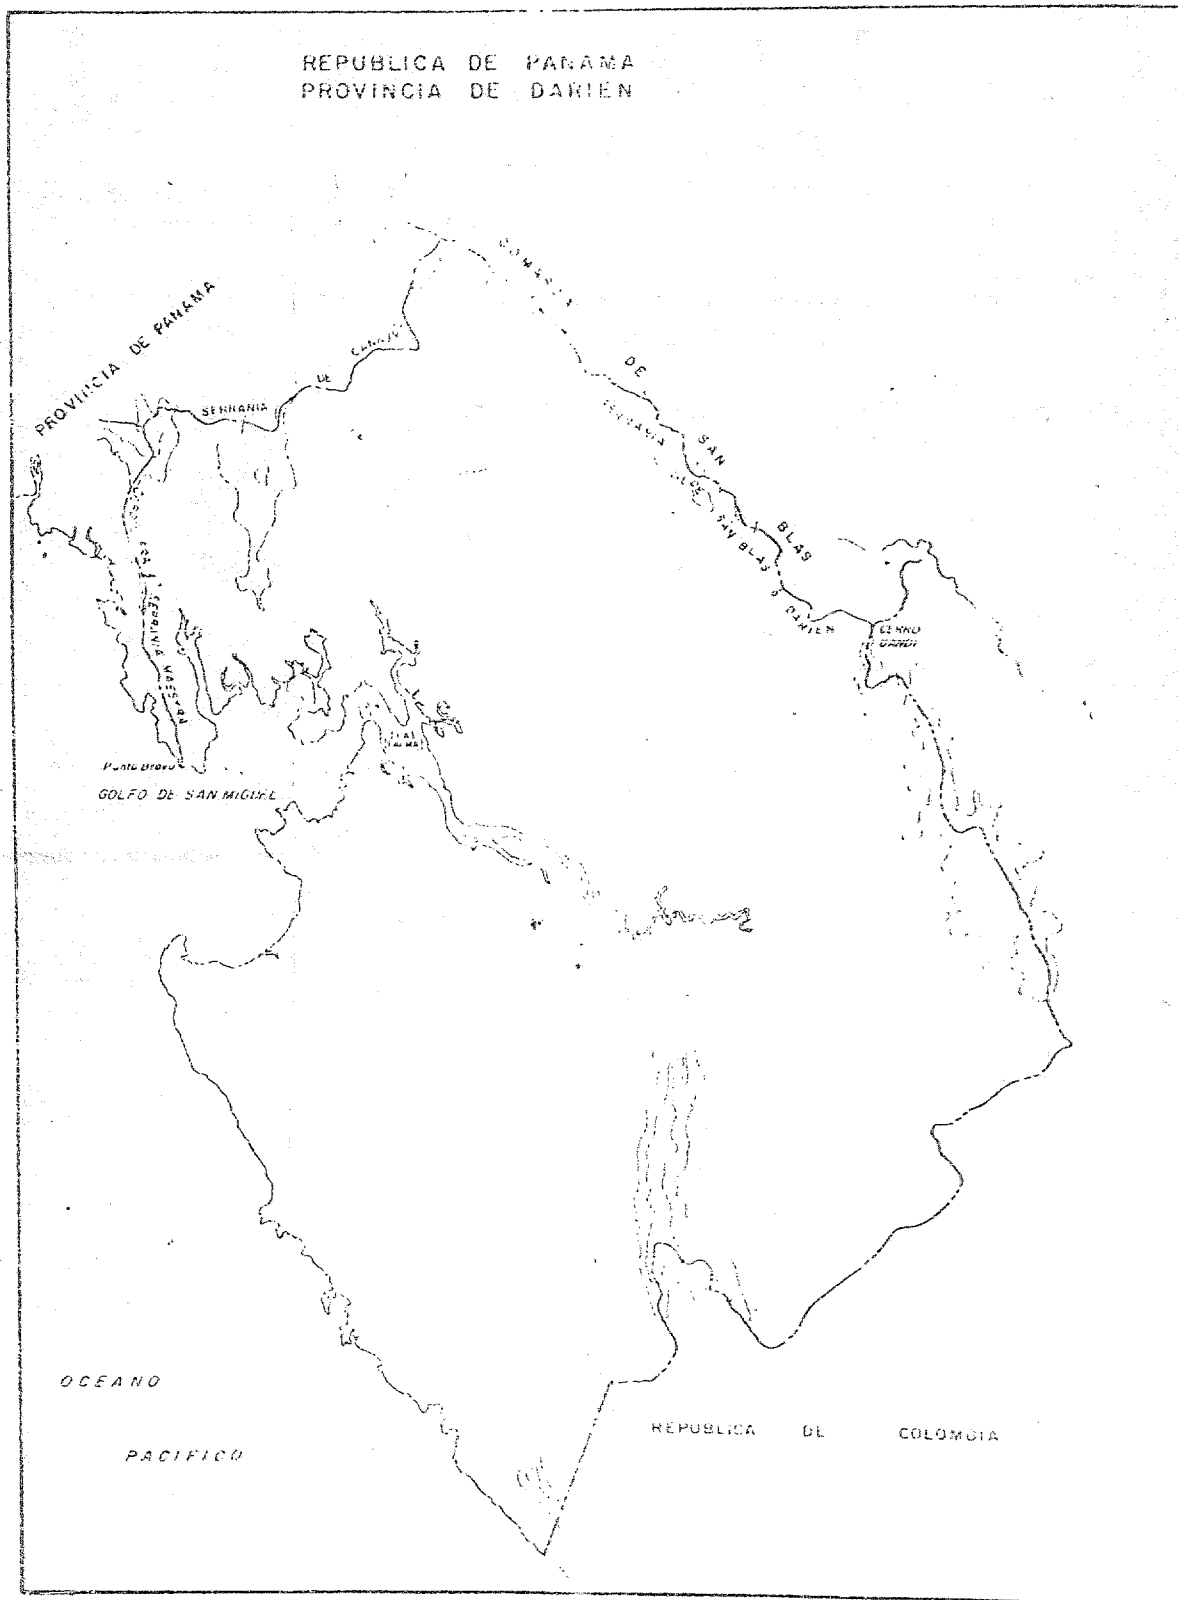 REPUBLICA DE PANAMA
PROVINCIA DE DARIEN
PROVINCIA DE PANAMA
COMARCA DE SAN BLAS
SERRANIA DE
SERRANIA DE SAN BLAS O DARIEN
CERRO
GANDI
SERRANIA MAESTRA
LA
PALMA
Punta Brava
GOLFO DE SAN MIGUEL
OCEANO
PACIFICO
REPUBLICA DE COLOMBIA